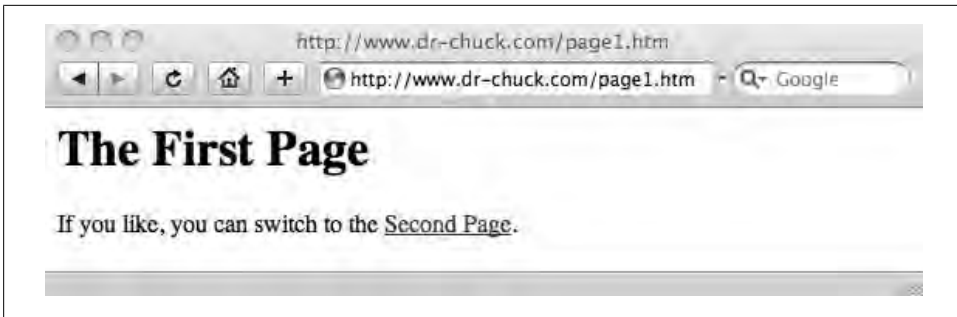 http://www.dr-chuck.com/page1.htm
+ http://www.dr-chuck.com/page1.htm Google
The First Page
If you like, you can switch to the Second Page.